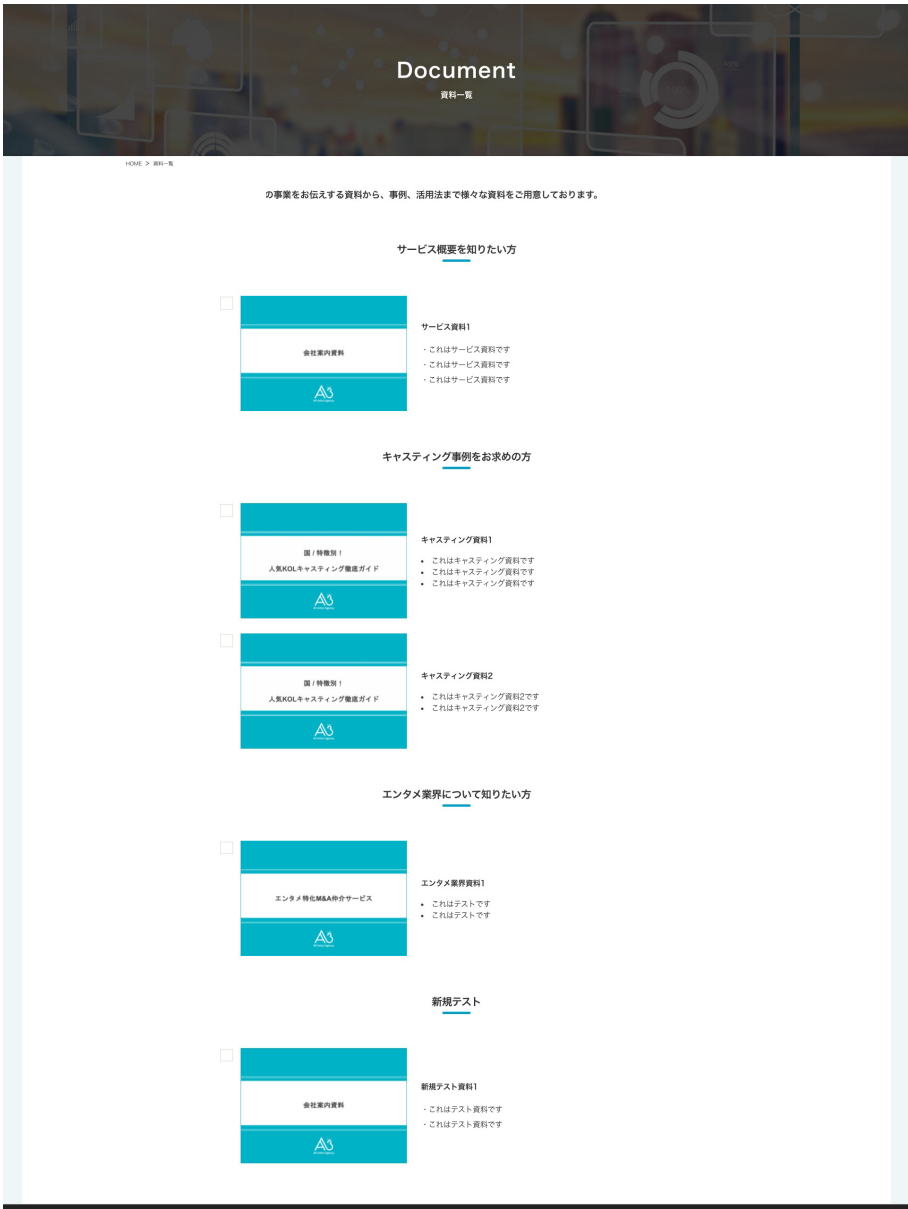 Document
資料一覧
HOME > 資料一覧
の事業をお伝えする資料から、事例、活用法まで様々な資料をご用意しております。
サービス概要を知りたい方
会社案内資料
A3
サービス資料1
・これはサービス資料です
・これはサービス資料です
・これはサービス資料です
キャスティング事例をお求めの方
国 / 特徴別！
人気KOLキャスティング徹底ガイド
A3
キャスティング資料1
• これはキャスティング資料です
• これはキャスティング資料です
• これはキャスティング資料です
国 / 特徴別！
人気KOLキャスティング徹底ガイド
A3
キャスティング資料2
• これはキャスティング資料2です
• これはキャスティング資料2です
エンタメ業界について知りたい方
エンタメ特化M&A仲介サービス
A3
エンタメ業界資料1
• これはテストです
• これはテストです
新規テスト
会社案内資料
A3
新規テスト資料1
・これはテスト資料です
・これはテスト資料です